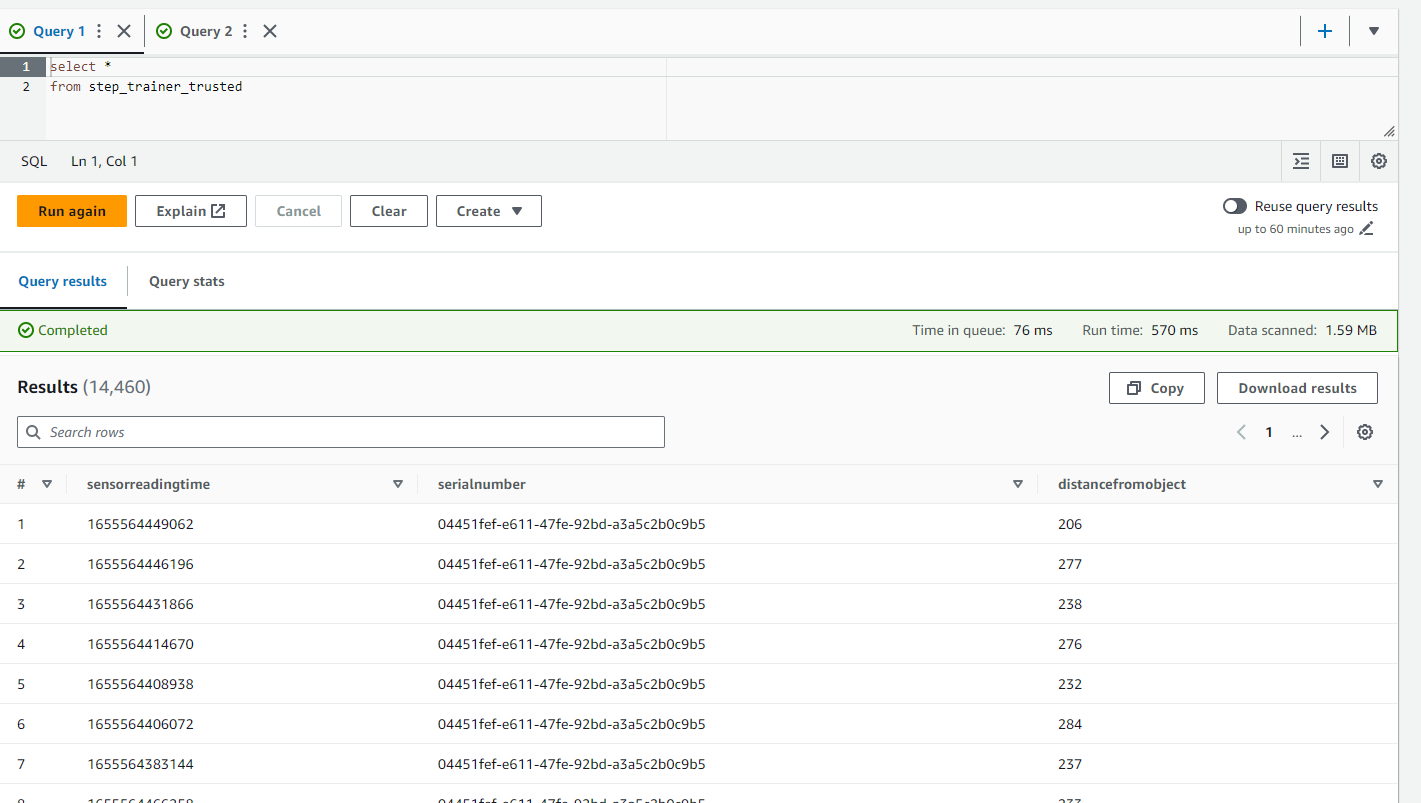 Query 1 Query 2
1 select *
2 from step_trainer_trusted
SQL Ln 1, Col 1
Run again Explain Cancel Clear Create Reuse query results
up to 60 minutes ago
Query results Query stats
Completed Time in queue: 76 ms Run time: 570 ms Data scanned: 1.59 MB
Results (14,460) Copy Download results
Search rows 1 ...
# sensorreadingtime serialnumber distancefromobject
1 1655564449062 04451fef-e611-47fe-92bd-a3a5c2b0c9b5 206
2 1655564446196 04451fef-e611-47fe-92bd-a3a5c2b0c9b5 277
3 1655564431866 04451fef-e611-47fe-92bd-a3a5c2b0c9b5 238
4 1655564414670 04451fef-e611-47fe-92bd-a3a5c2b0c9b5 276
5 1655564408938 04451fef-e611-47fe-92bd-a3a5c2b0c9b5 232
6 1655564406072 04451fef-e611-47fe-92bd-a3a5c2b0c9b5 284
7 1655564383144 04451fef-e611-47fe-92bd-a3a5c2b0c9b5 237